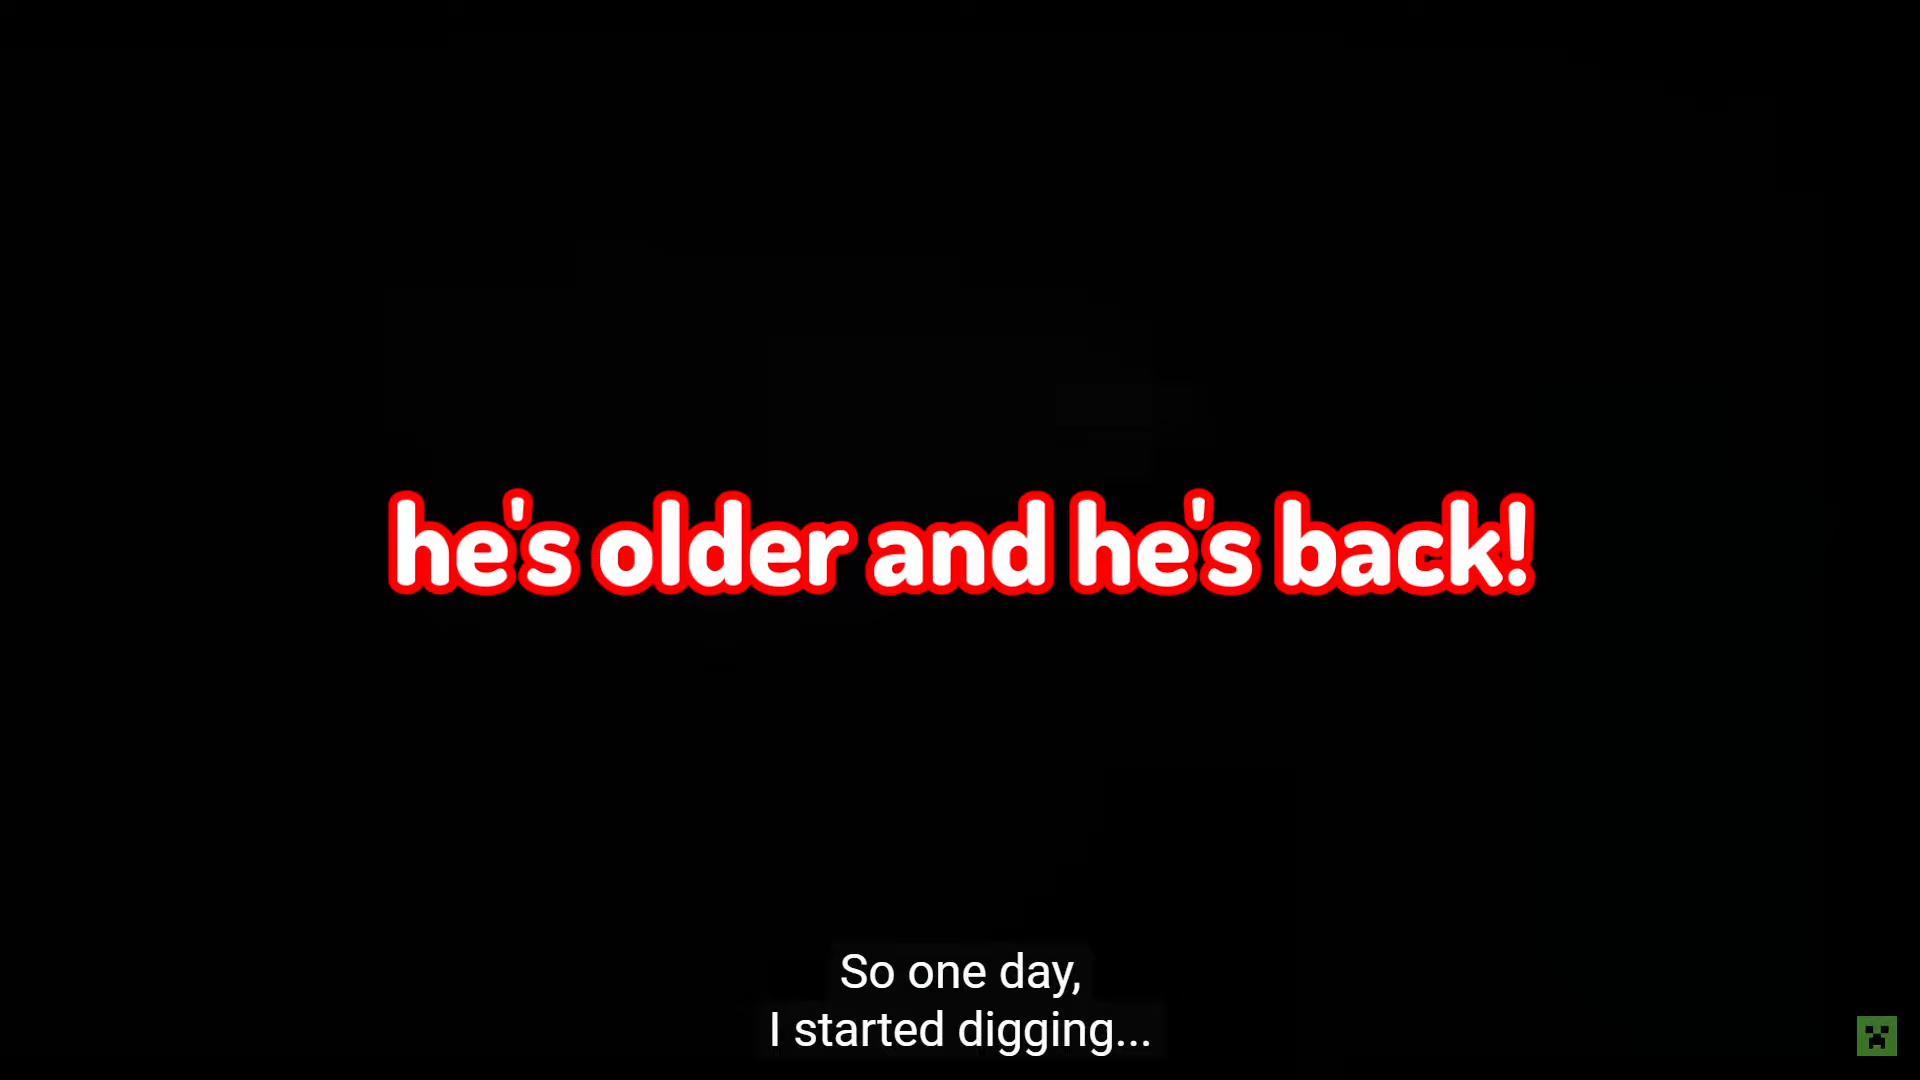 he's older and he's back!
So one day,
I started digging...